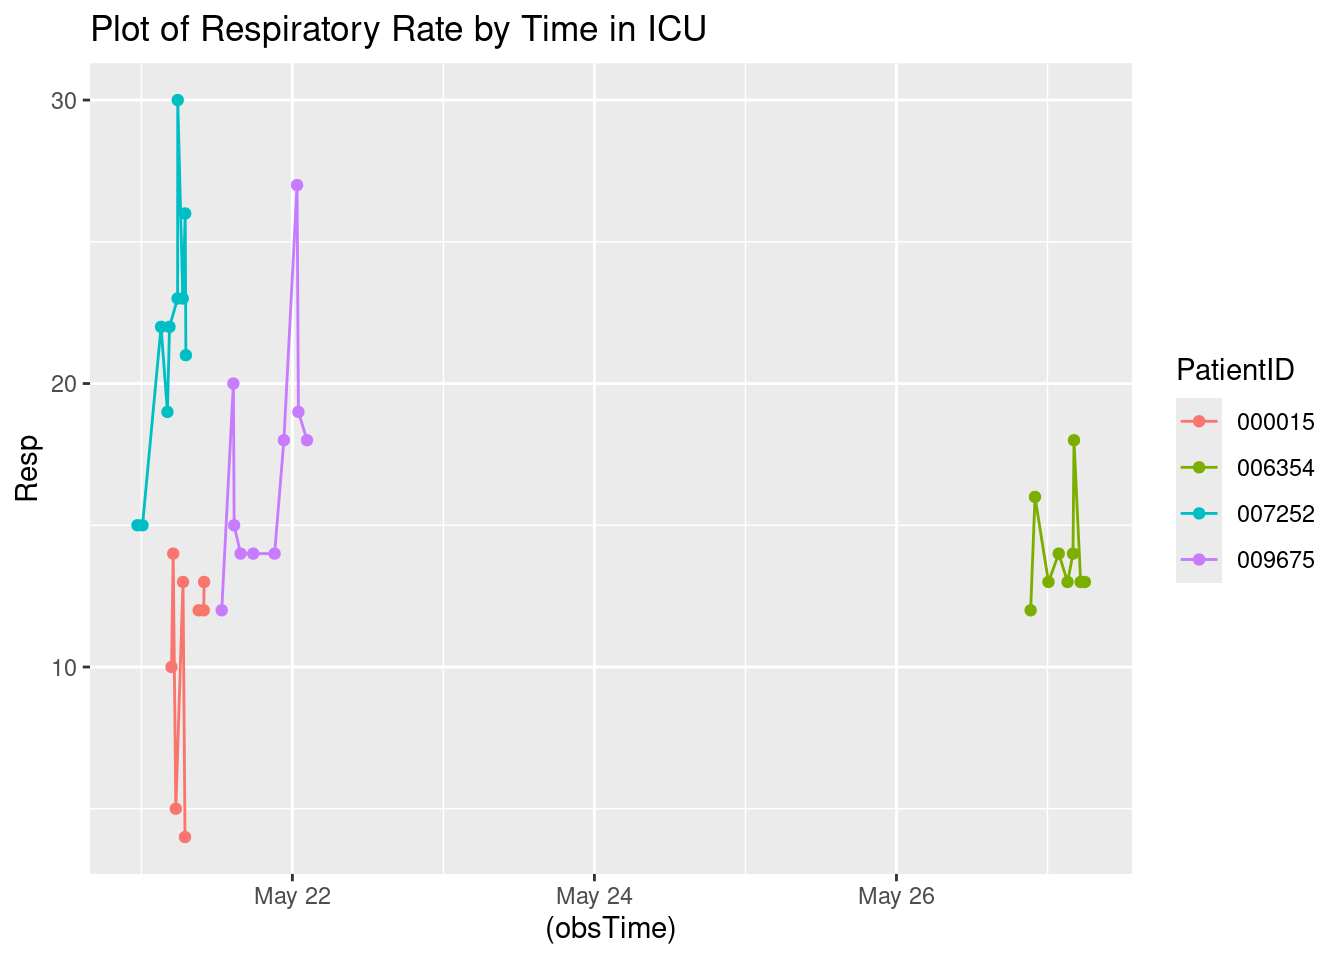 Plot of Respiratory Rate by Time in ICU
30
20
10
Resp
May 22
May 24
May 26
(obsTime)
PatientID
000015
006354
007252
009675